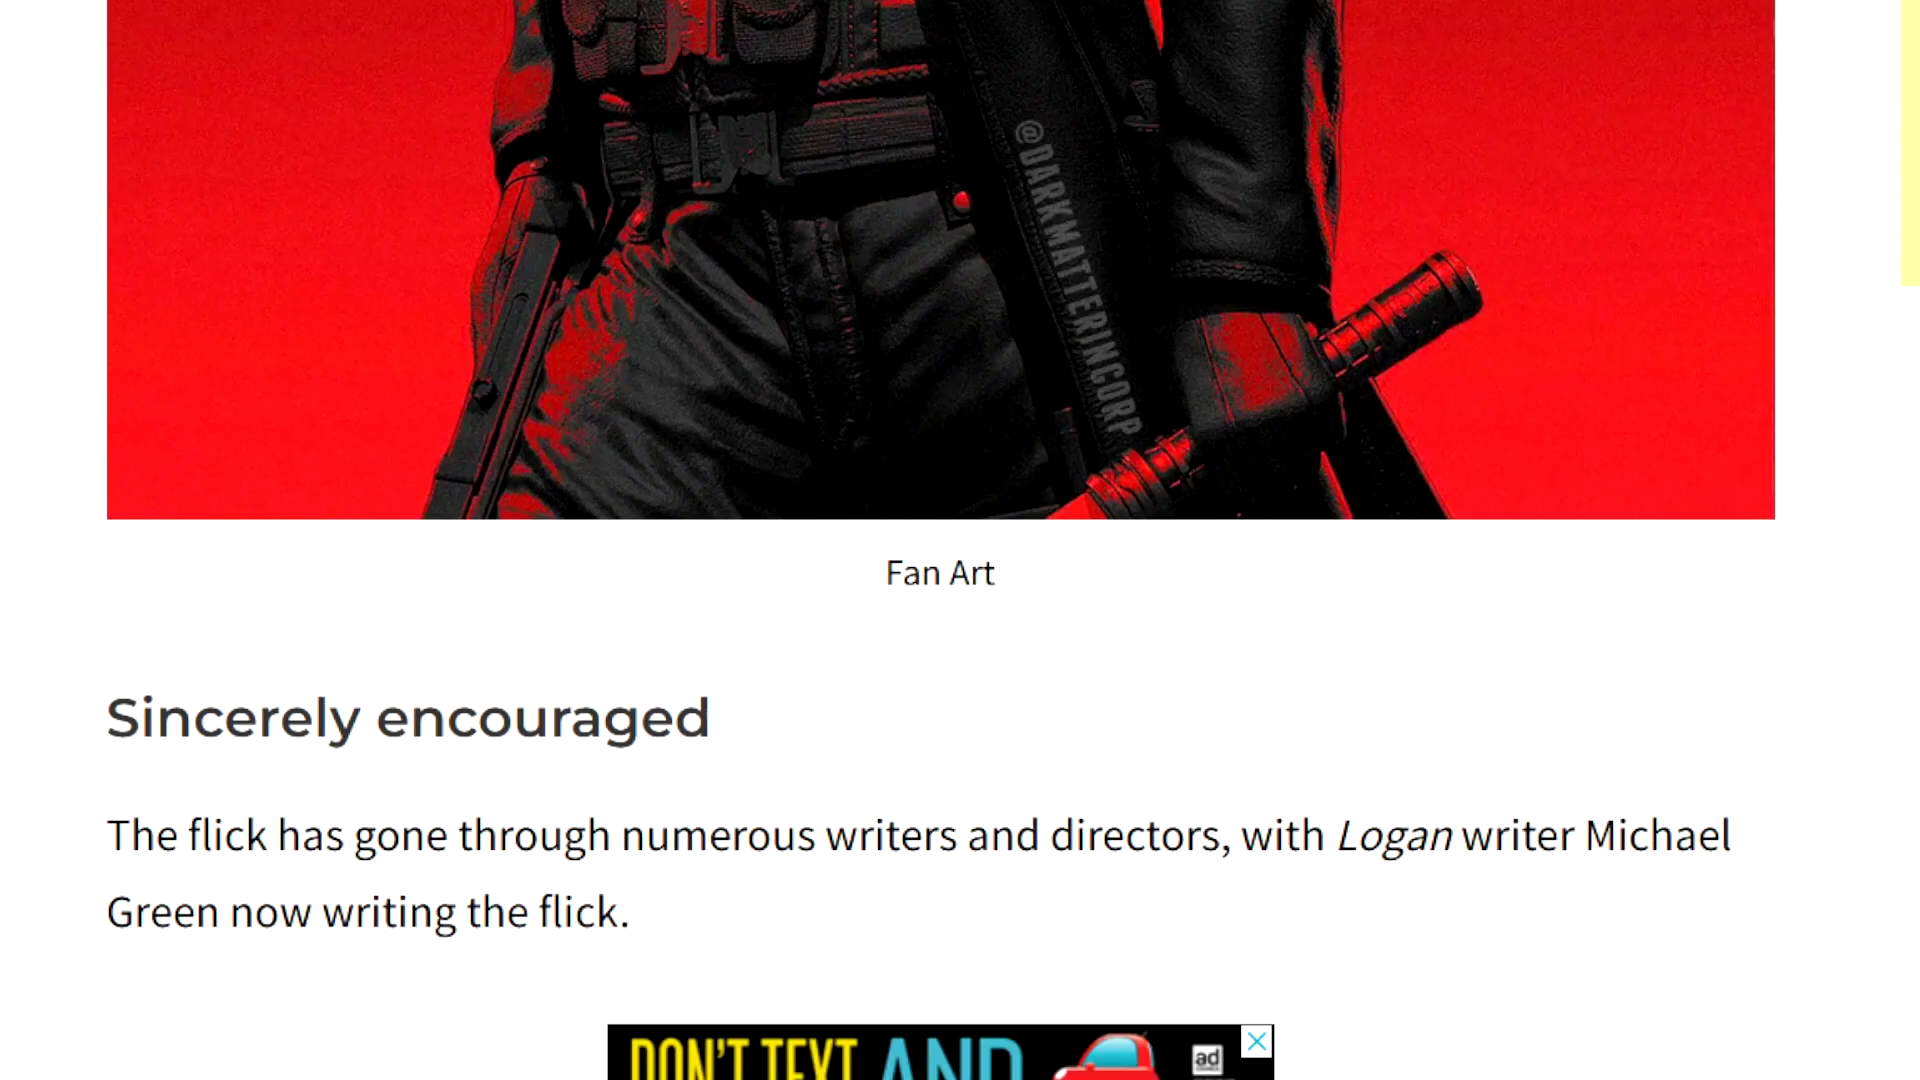 @DARKMATTERINCORP
Fan Art
Sincerely encouraged
The flick has gone through numerous writers and directors, with Logan writer Michael
Green now writing the flick.
DON'T TEXT AND
ad